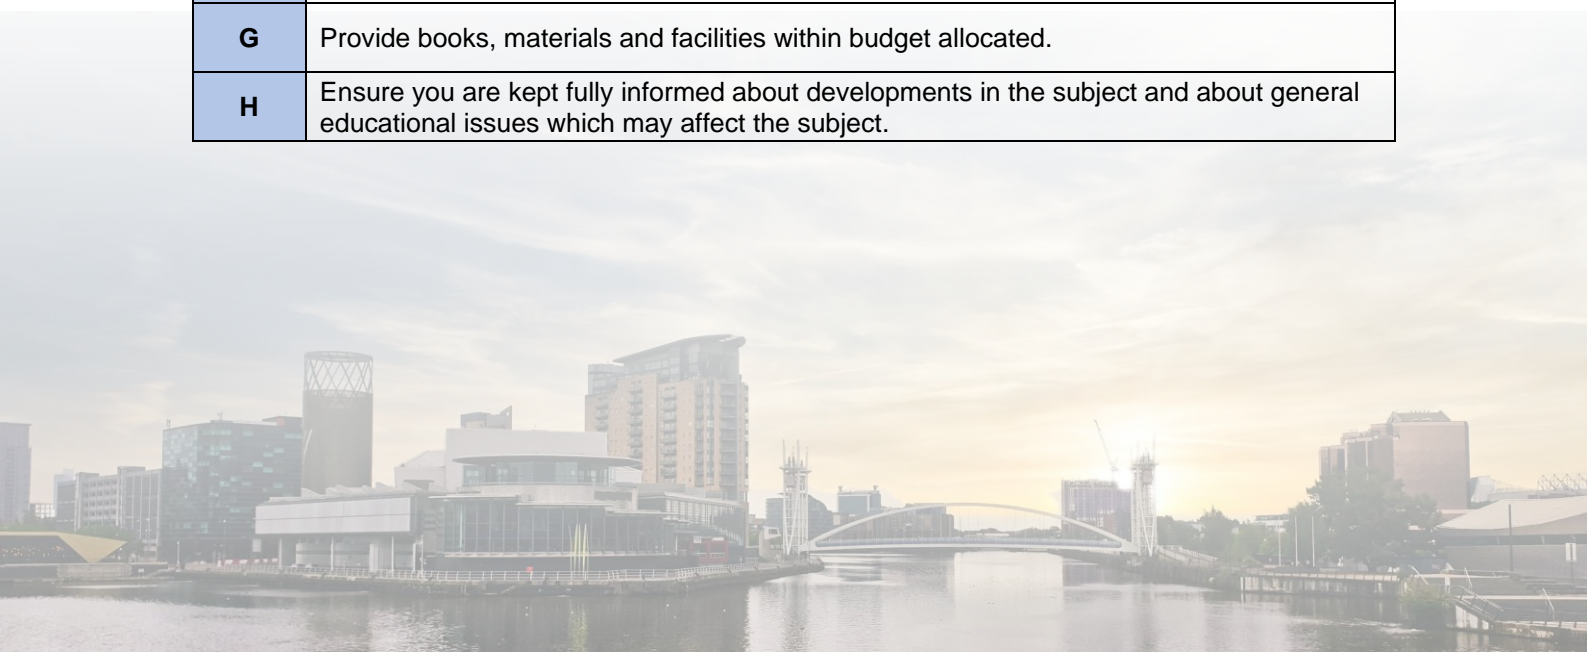 G
Provide books, materials and facilities within budget allocated.
H
Ensure you are kept fully informed about developments in the subject and about general
educational issues which may affect the subject.